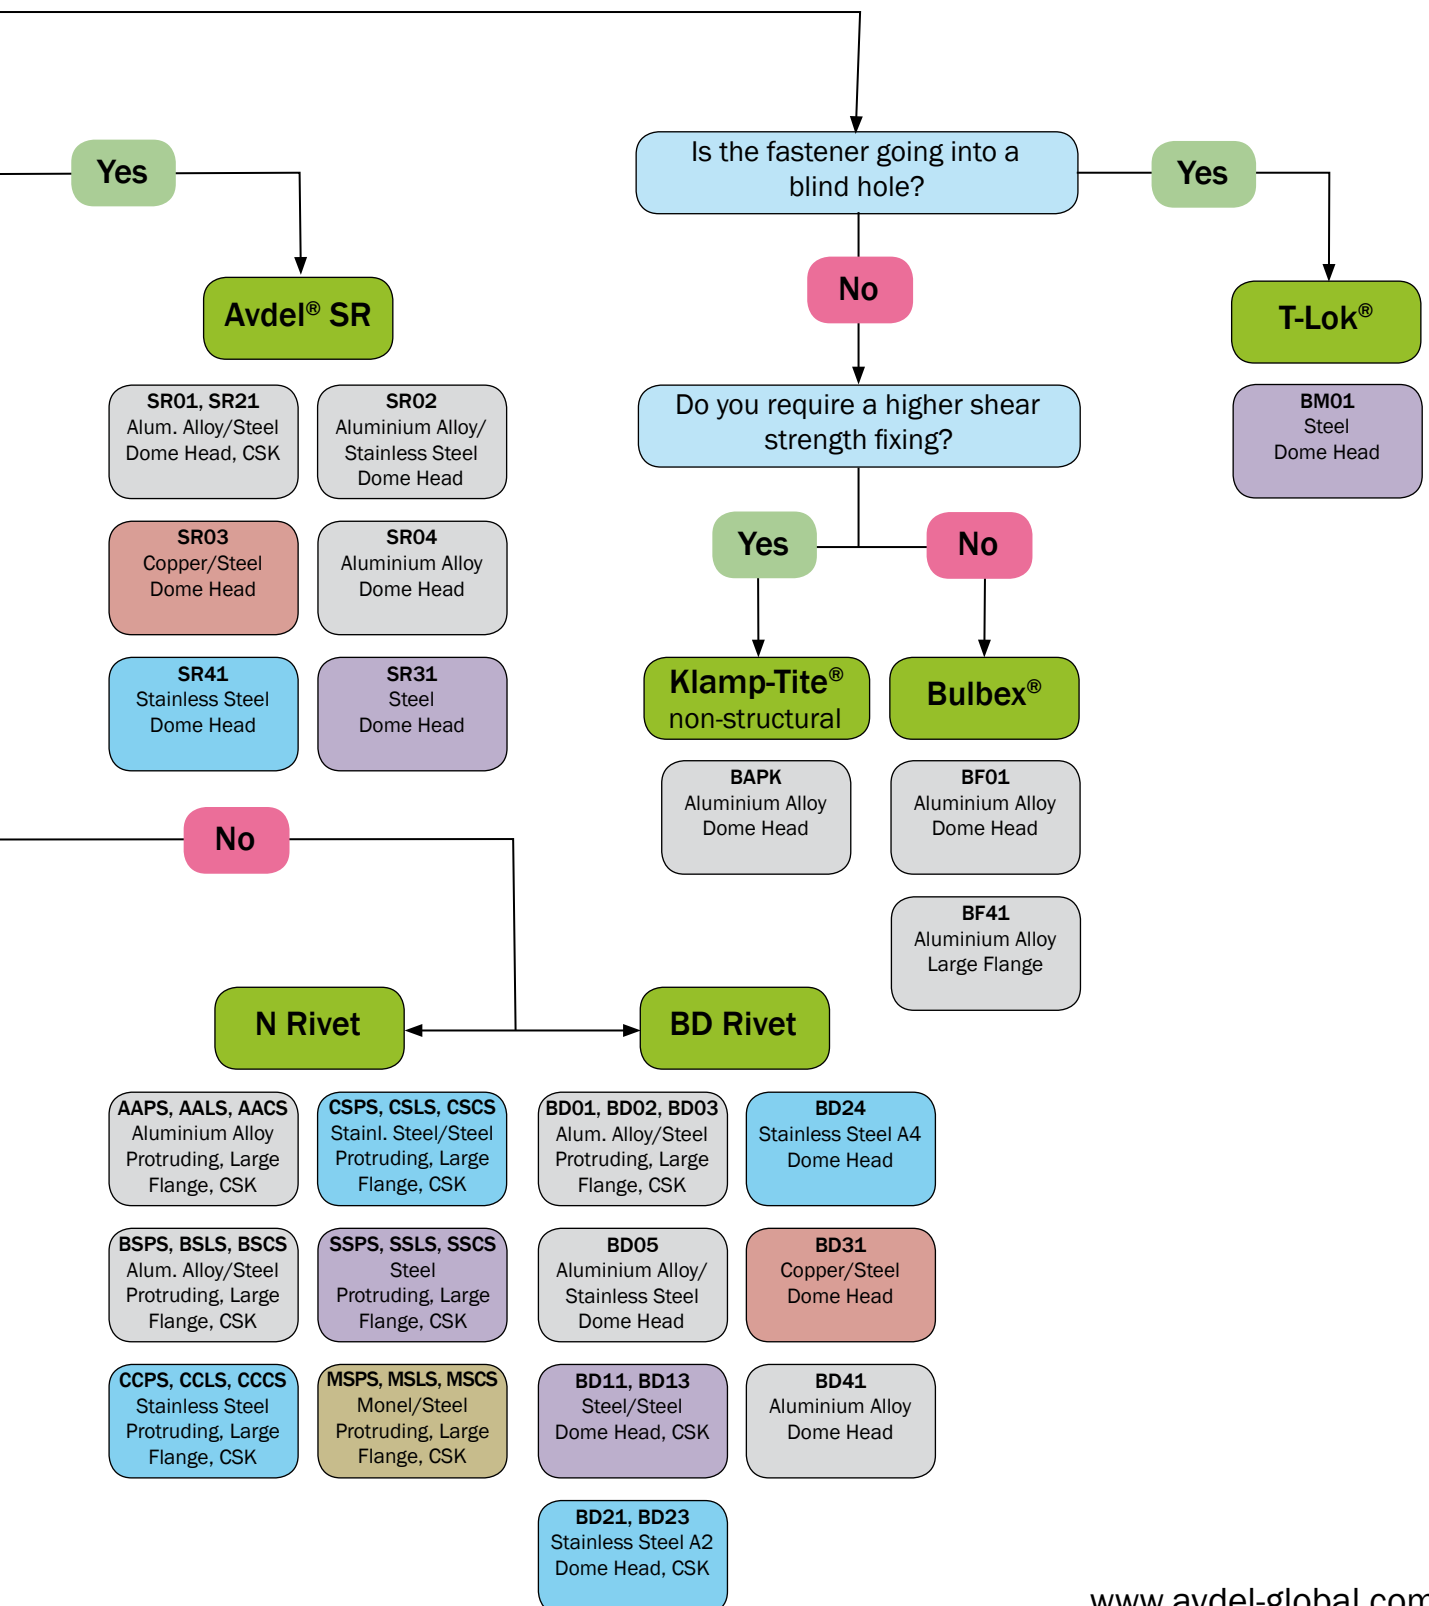 Is the fastener going into a
blind hole?
Yes
Yes
No
Avdel® SR
T-Lok®
SR01, SR21
Alum. Alloy/Steel
Dome Head, CSK
SR02
Aluminium Alloy/
Stainless Steel
Dome Head
Do you require a higher shear
strength fixing?
BM01
Steel
Dome Head
SR03
Copper/Steel
Dome Head
SR04
Aluminium Alloy
Dome Head
Yes
No
SR41
Stainless Steel
Dome Head
SR31
Steel
Dome Head
Klamp-Tite®
non-structural
Bulbex®
BAPK
Aluminium Alloy
Dome Head
BF01
Aluminium Alloy
Dome Head
No
BF41
Aluminium Alloy
Large Flange
N Rivet
BD Rivet
AAPS, AALS, AACS
Aluminium Alloy
Protruding, Large
Flange, CSK
CSPS, CSLS, CSCS
Stainl. Steel/Steel
Protruding, Large
Flange, CSK
BD01, BD02, BD03
Alum. Alloy/Steel
Protruding, Large
Flange, CSK
BD24
Stainless Steel A4
Dome Head
BSPS, BSLS, BSCS
Alum. Alloy/Steel
Protruding, Large
Flange, CSK
SSPS, SSLS, SSCS
Steel
Protruding, Large
Flange, CSK
BD05
Aluminium Alloy/
Stainless Steel
Dome Head
BD31
Copper/Steel
Dome Head
CCPS, CCLS, CCCS
Stainless Steel
Protruding, Large
Flange, CSK
MSPS, MSLS, MSCS
Monel/Steel
Protruding, Large
Flange, CSK
BD11, BD13
Steel/Steel
Dome Head, CSK
BD41
Aluminium Alloy
Dome Head
BD21, BD23
Stainless Steel A2
Dome Head, CSK
www.avdel-global.com